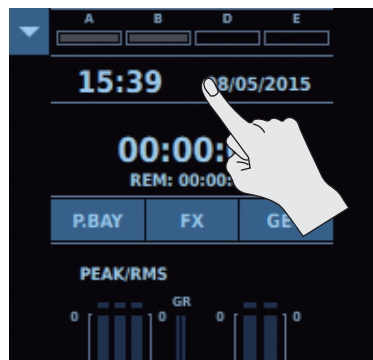 A B D E
15:39 08/05/2015
00:00:
REM: 00:00:
P.BAY FX GE
PEAK/RMS
GR
0 0 0 0